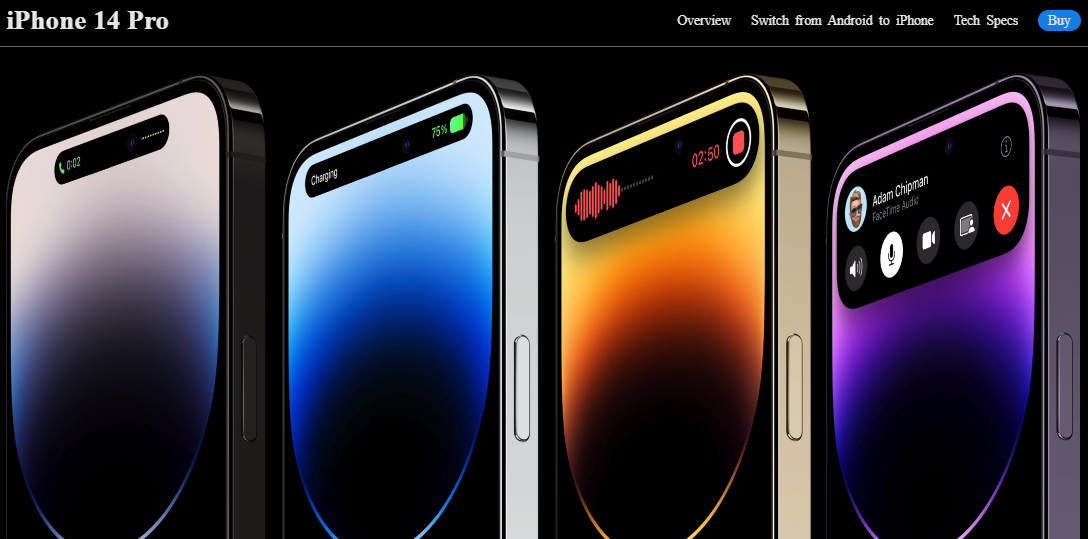 iPhone 14 Pro
Overview Switch from Android to iPhone Tech Specs Buy
0:02
Charging
75%
02:50
Adam Chipman
FaceTime Audio